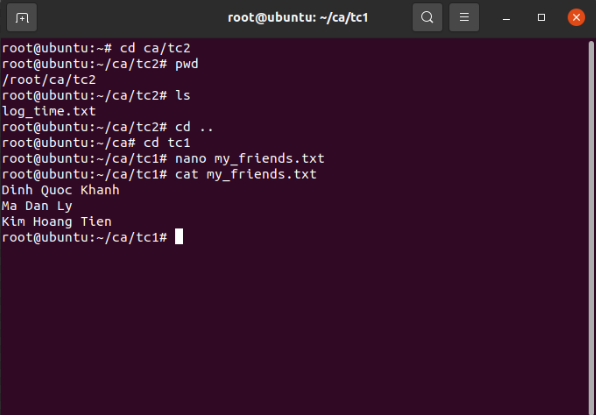 root@ubuntu: ~/ca/tc1
root@ubuntu:~# cd ca/tc2
root@ubuntu:~/ca/tc2# pwd
/root/ca/tc2
root@ubuntu:~/ca/tc2# ls
log_time.txt
root@ubuntu:~/ca/tc2# cd ..
root@ubuntu:~/ca# cd tc1
root@ubuntu:~/ca/tc1# nano my_friends.txt
root@ubuntu:~/ca/tc1# cat my_friends.txt
Dinh Quoc Khanh
Ma Dan Ly
Kim Hoang Tien
root@ubuntu:~/ca/tc1#